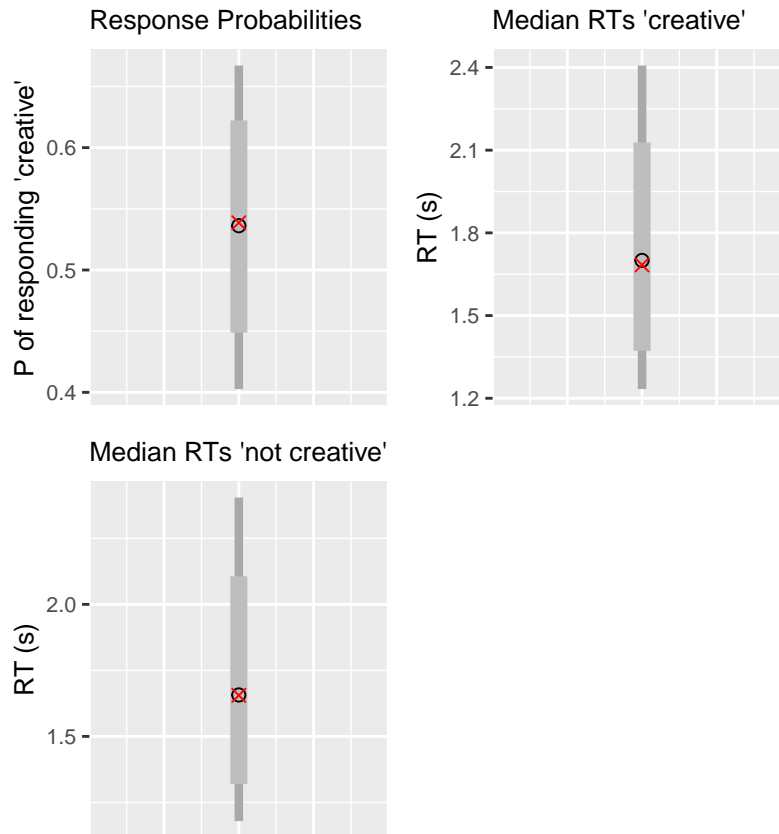 Response Probabilities
P of responding 'creative'
0.6
0.5
0.4
Median RTs 'creative'
RT (s)
2.4
2.1
1.8
1.5
1.2
Median RTs 'not creative'
RT (s)
2.0
1.5